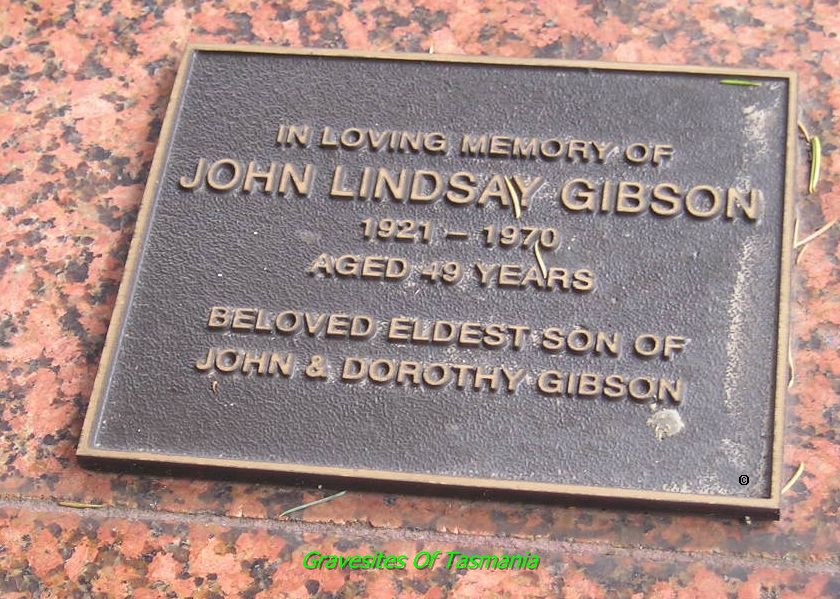 IN LOVING MEMORY OF
JOHN LINDSAY GIBSON
1921 – 1970
AGED 49 YEARS
BELOVED ELDEST SON OF
JOHN & DOROTHY GIBSON
©
Gravesites Of Tasmania